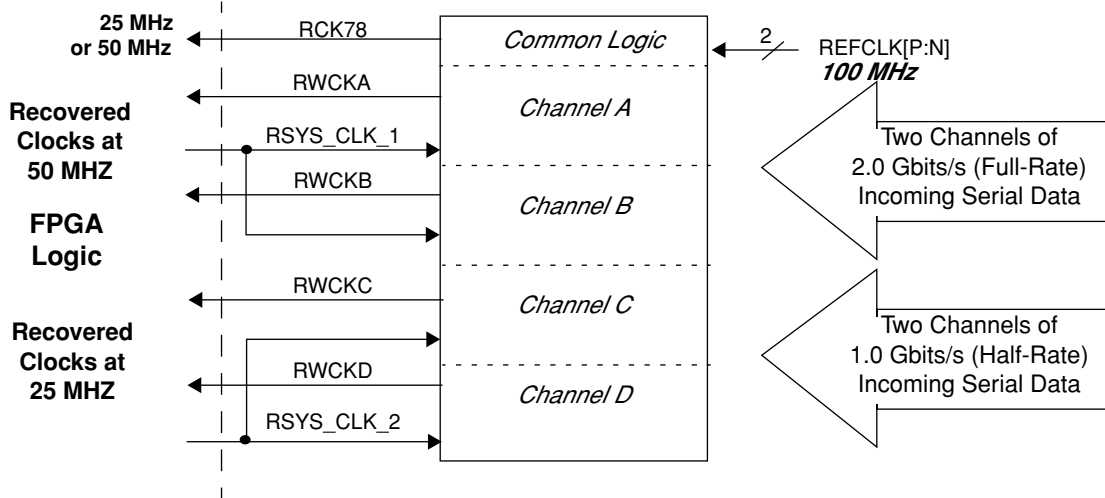 25 MHz
or 50 MHz
RCK78
Common Logic
2
REFCLK[P:N]
100 MHz
RWCKA
Channel A
Recovered
Clocks at
50 MHZ
RSYS_CLK_1
Two Channels of
2.0 Gbits/s (Full-Rate)
Incoming Serial Data
RWCKB
Channel B
FPGA
Logic
RWCKC
Channel C
Recovered
Clocks at
25 MHZ
Two Channels of
1.0 Gbits/s (Half-Rate)
Incoming Serial Data
RWCKD
Channel D
RSYS_CLK_2